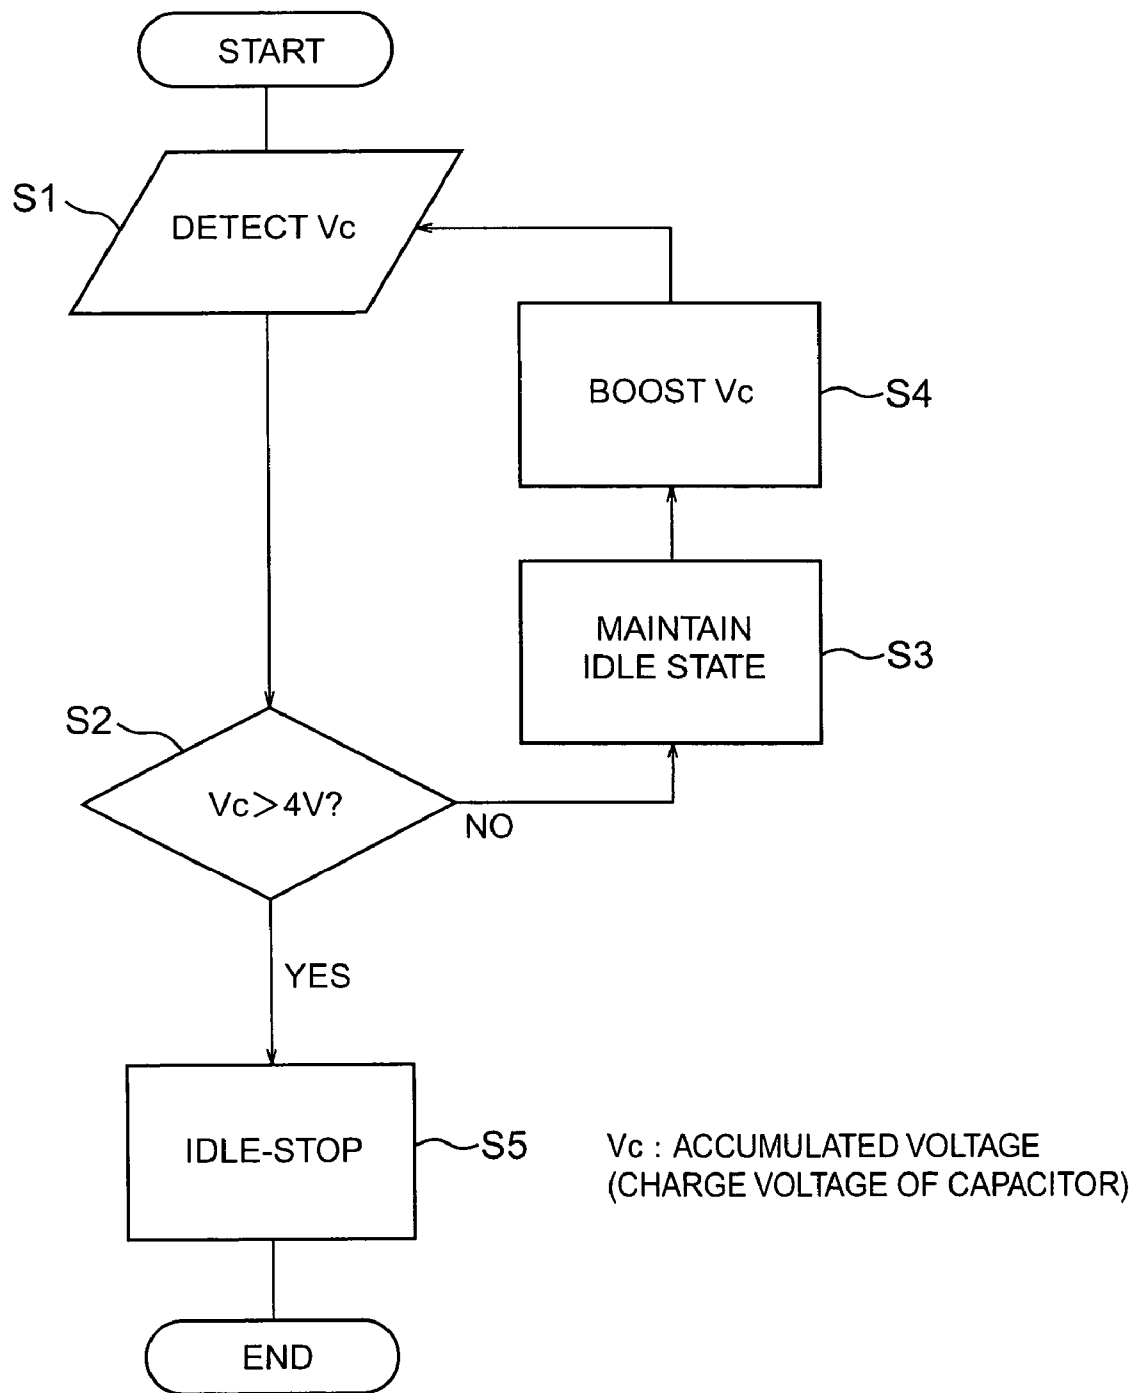 START
S1
DETECT Vc
BOOST Vc
S4
MAINTAIN
IDLE STATE
S3
S2
Vc＞4V?
NO
YES
IDLE-STOP
S5
Vc : ACCUMULATED VOLTAGE
(CHARGE VOLTAGE OF CAPACITOR)
END